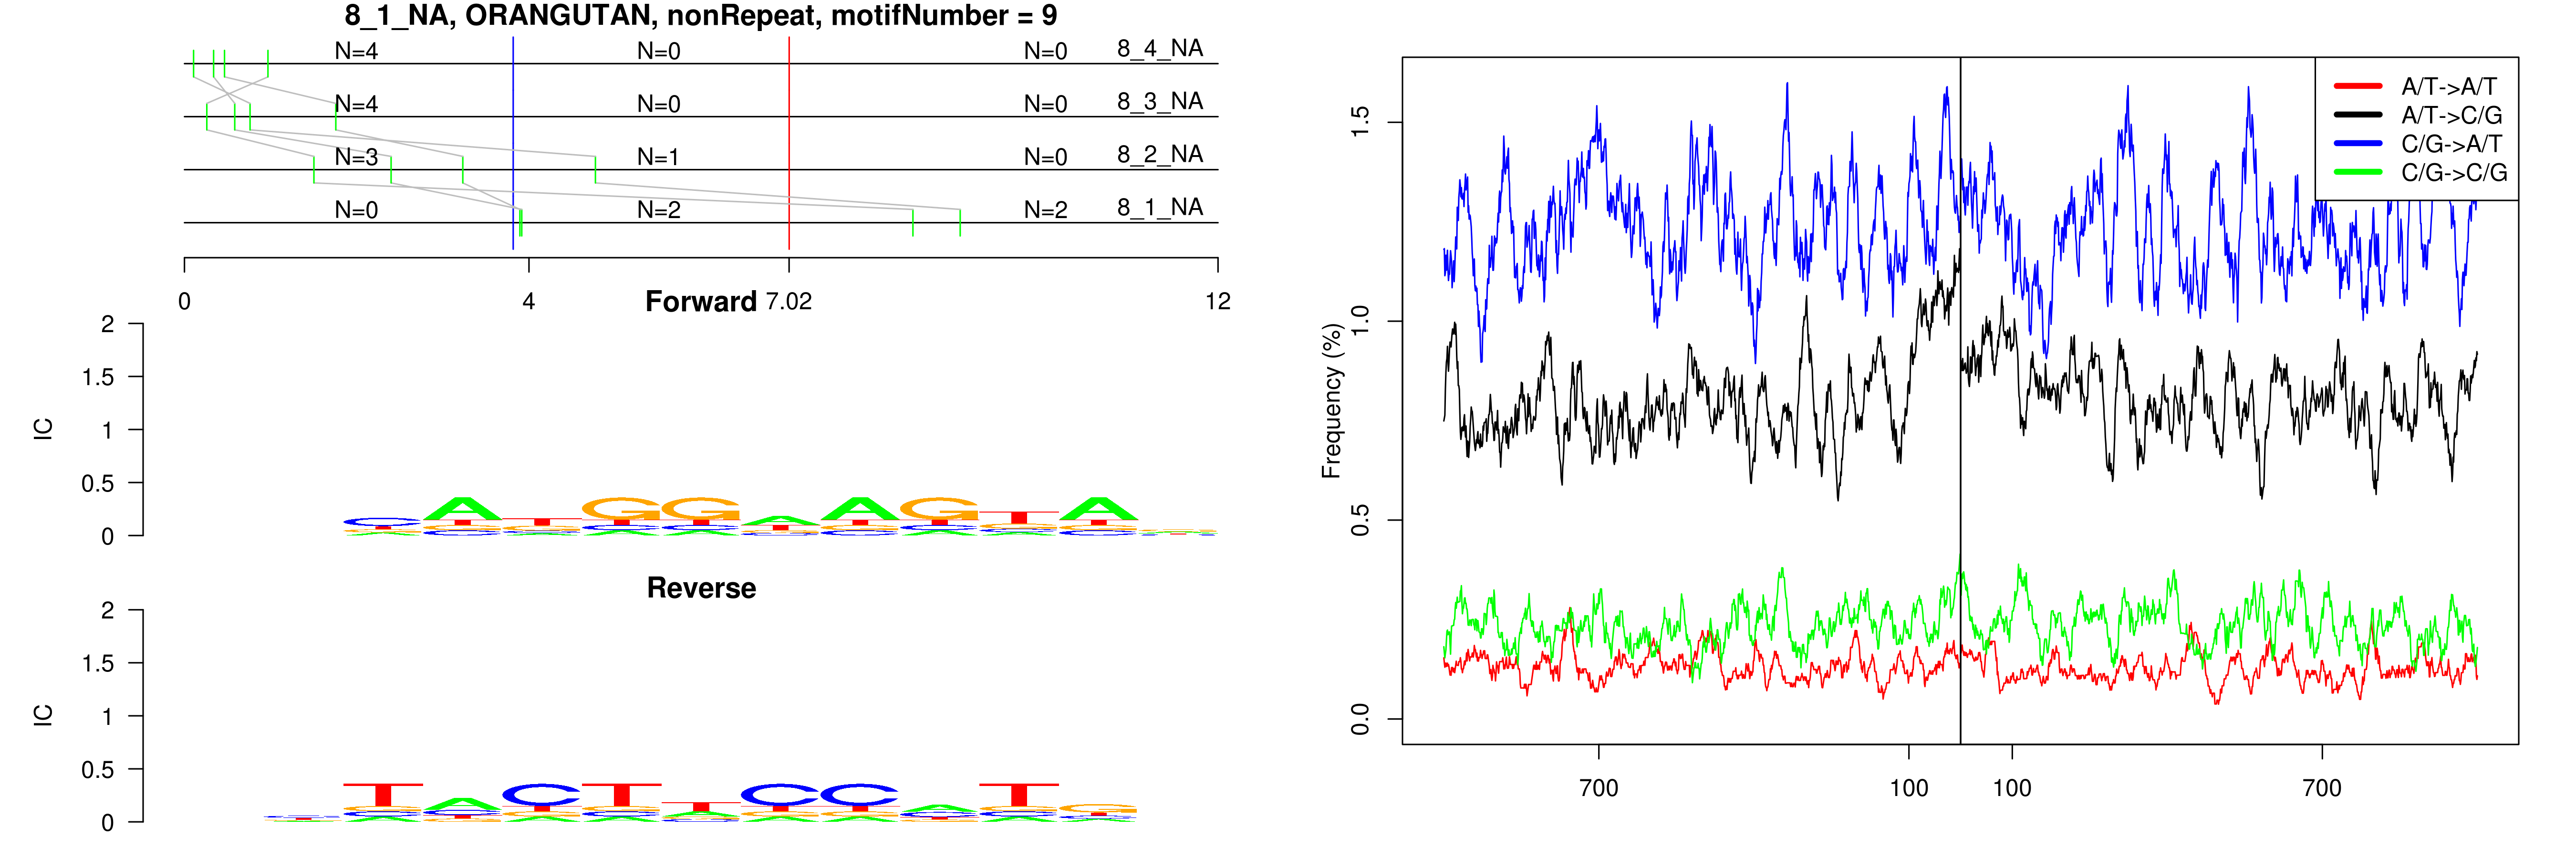 8_1_NA, ORANGUTAN, nonRepeat, motifNumber = 9
N=4 N=0 N=0 8_4_NA
N=4 N=0 N=0 8_3_NA
N=3 N=1 N=0 8_2_NA
N=0 N=2 N=2 8_1_NA
0 4 7.02 12
Forward
2
1.5
1
0.5
0
IC
CATGGAAGTA
Reverse
2
1.5
1
0.5
0
IC
TACTTCCATG
A/T->A/T
A/T->C/G
C/G->A/T
C/G->C/G
1.5
1.0
0.5
0.0
Frequency (%)
700 100 100 700